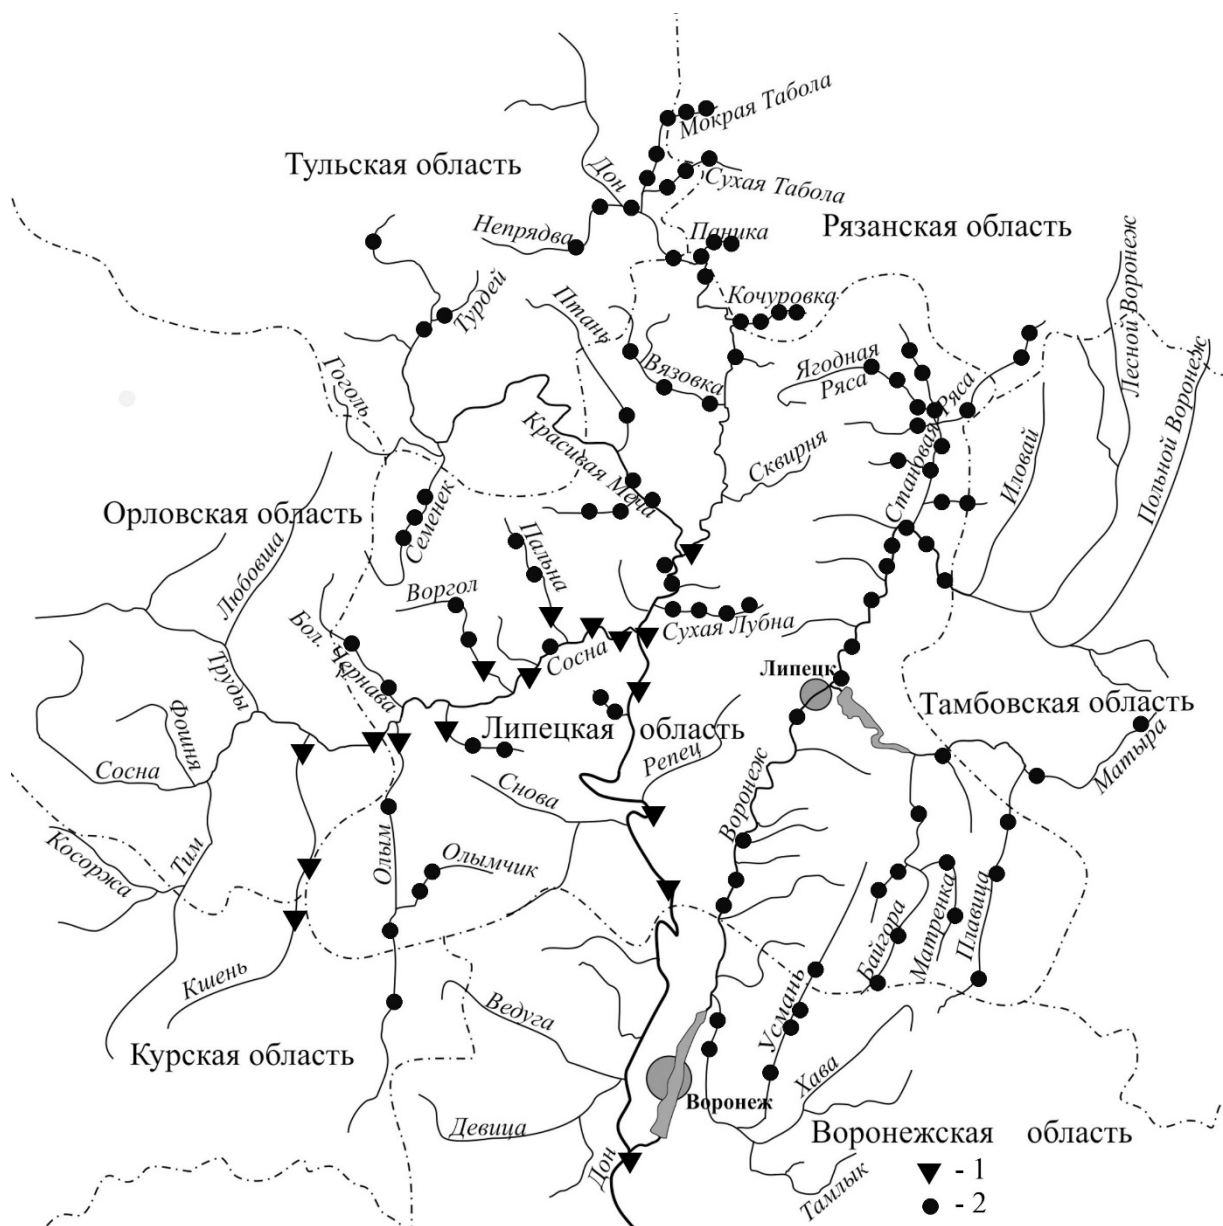 Мокрая Табола
Тульская область
Дон
Сухая Табола
Непрядва
Паника
Рязанская область
Лесной Воронеж
Турдей
Птань
Кочуровка
Гоголь
Вязовка
Ягодная
Ряса
Становая Ряса
Польной Воронеж
Красивая Меча
Сквирня
Иловай
Орловская область
Семенек
Любовша
Пальна
Воргол
Бол. Чернава
Сосна
Сухая Лубна
Труды
Липецк
Фошня
Липецкая область
Тамбовская область
Сосна
Репец
Матыра
Снова
Воронеж
Косоржа
Тим
Олым
Олымчик
Байгора
Матренка
Плавица
Кшень
Ведуга
Усмань
Курская область
Хава
Воронеж
Девица
Воронежская область
Дон
Тамлык
- 1
- 2